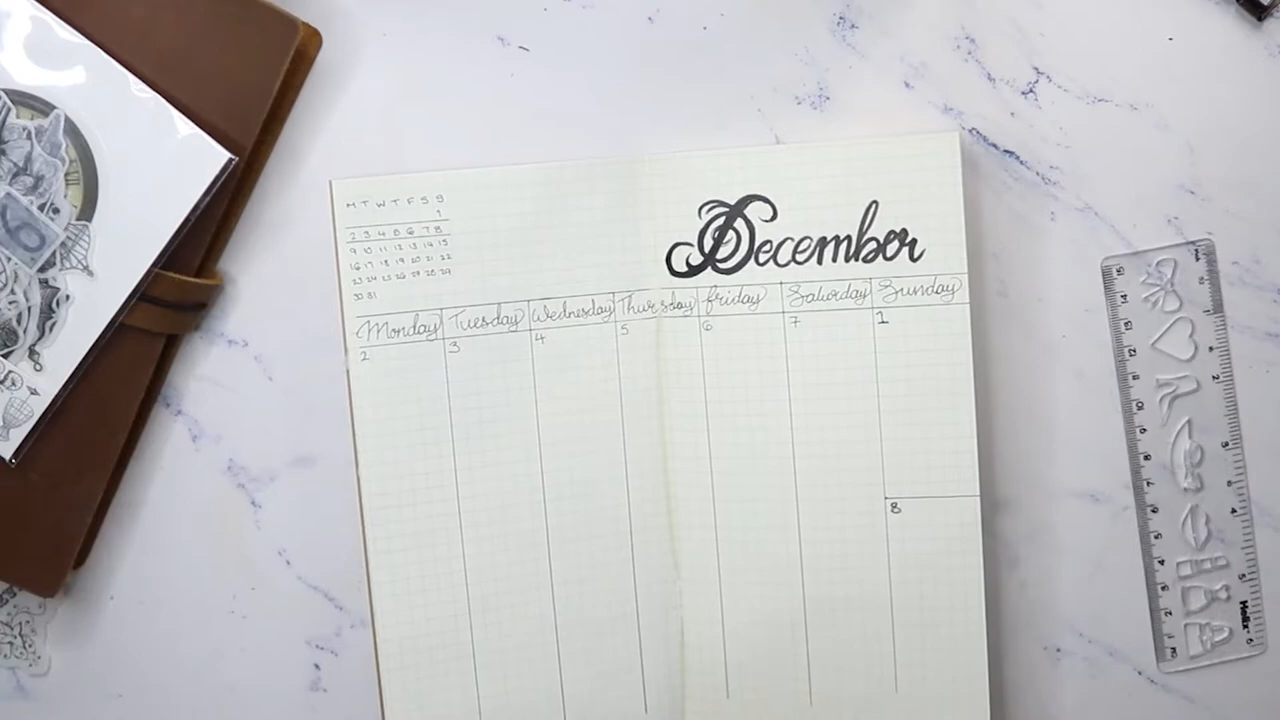 M T W T F S S
1
2 3 4 5 6 7 8
9 10 11 12 13 14 15
16 17 18 19 20 21 22
23 24 25 26 27 28 29
30 31
December
Monday Tuesday Wednesday Thursday friday Saturday Sunday
2 3 4 5 6 7 1
8
Helix